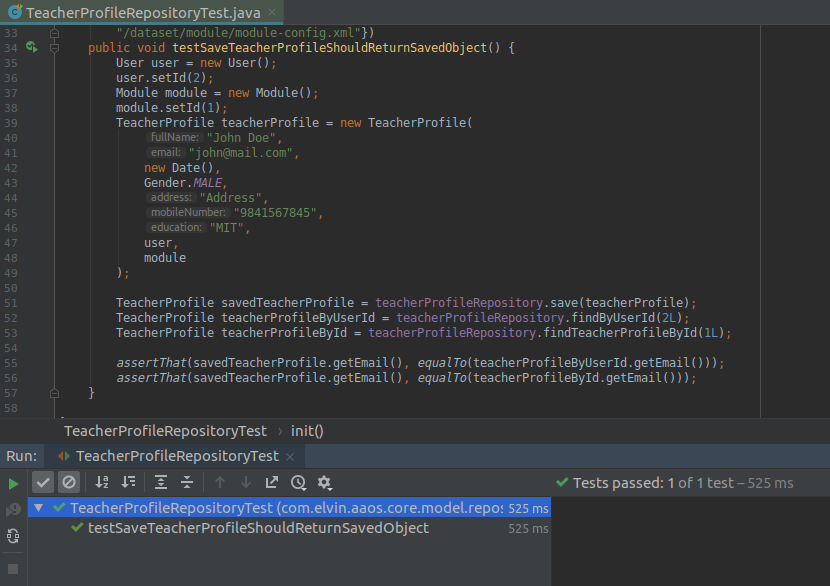 TeacherProfileRepositoryTest.java ×
33 "/dataset/module/module-config.xml"})
34 public void testSaveTeacherProfileShouldReturnSavedObject() {
35 User user = new User();
36 user.setId(2);
37 Module module = new Module();
38 module.setId(1);
39 TeacherProfile teacherProfile = new TeacherProfile(
40 fullName: "John Doe",
41 email: "john@mail.com",
42 new Date(),
43 Gender.MALE,
44 address: "Address",
45 mobileNumber: "9841567845",
46 education: "MIT",
47 user,
48 module
49 );
50
51 TeacherProfile savedTeacherProfile = teacherProfileRepository.save(teacherProfile);
52 TeacherProfile teacherProfileByUserId = teacherProfileRepository.findByUserId(2L);
53 TeacherProfile teacherProfileById = teacherProfileRepository.findTeacherProfileById(1L);
54
55 assertThat(savedTeacherProfile.getEmail(), equalTo(teacherProfileByUserId.getEmail()));
56 assertThat(savedTeacherProfile.getEmail(), equalTo(teacherProfileById.getEmail()));
57 }
58
TeacherProfileRepositoryTest › init()
Run: TeacherProfileRepositoryTest ×
Tests passed: 1 of 1 test – 525 ms
TeacherProfileRepositoryTest (com.elvin.aaos.core.model.repos 525 ms
testSaveTeacherProfileShouldReturnSavedObject 525 ms